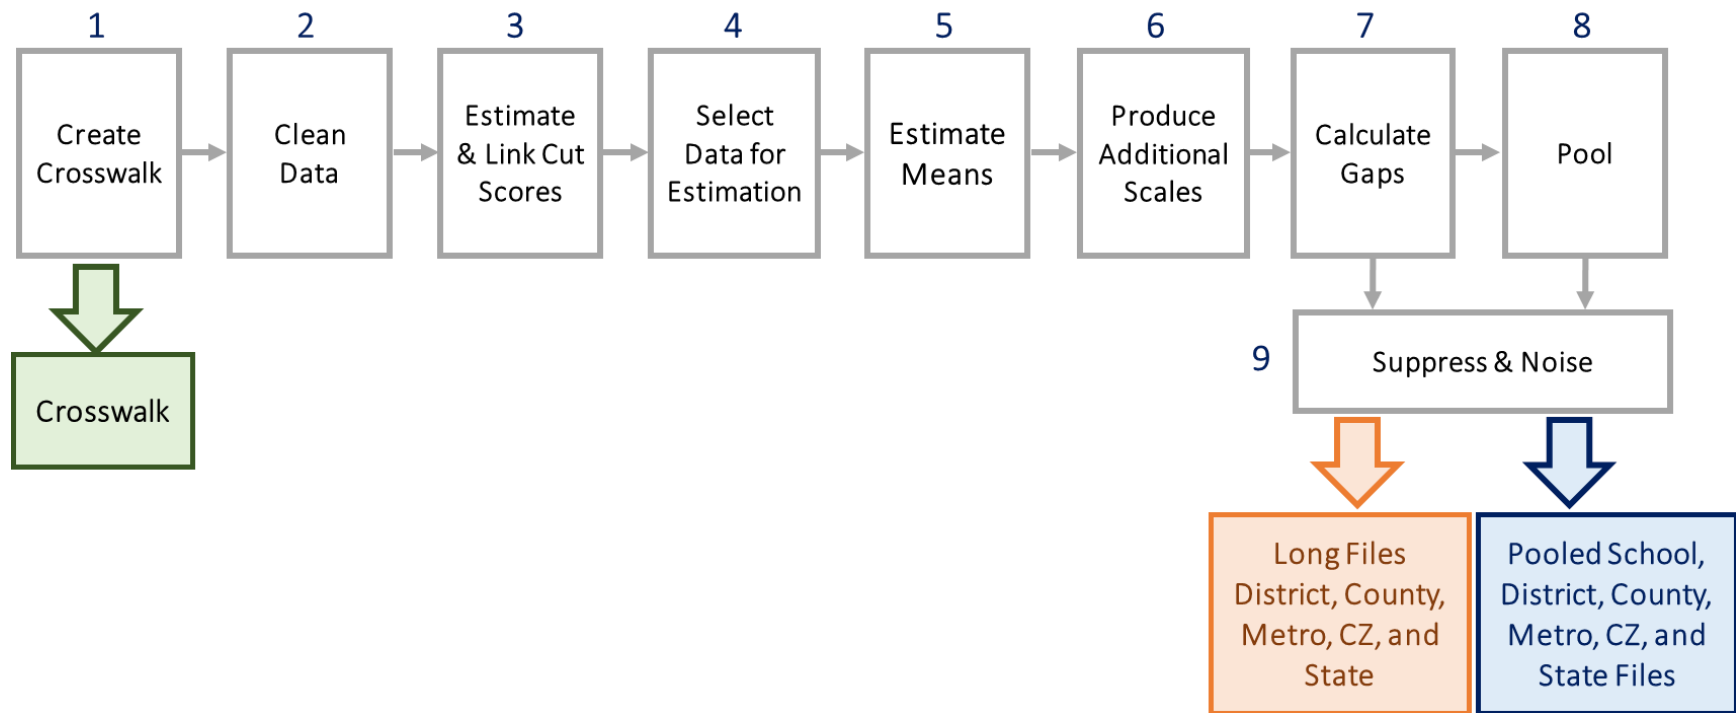 1
Create
Crosswalk
2
Clean
Data
3
Estimate
& Link Cut
Scores
4
Select
Data for
Estimation
5
Estimate
Means
6
Produce
Additional
Scales
7
Calculate
Gaps
8
Pool
Crosswalk
9
Suppress & Noise
Long Files
District, County,
Metro, CZ, and
State
Pooled School,
District, County,
Metro, CZ, and
State Files